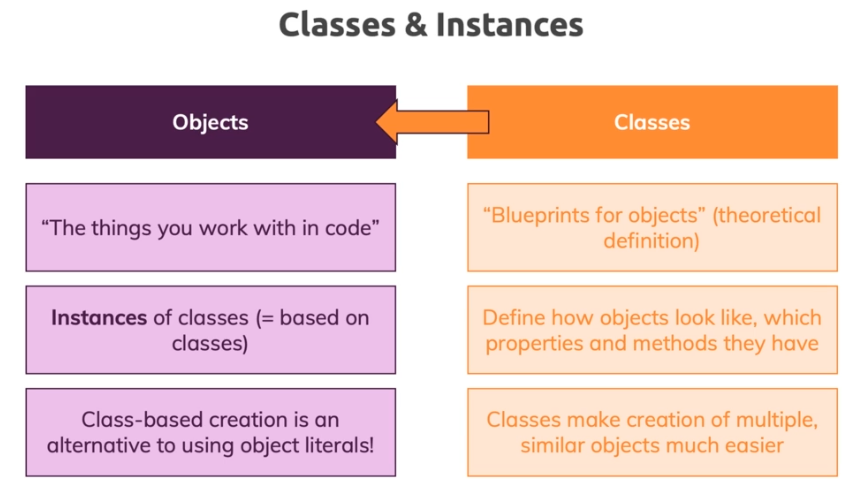 Classes & Instances
Objects
Classes
“The things you work with in code”
“Blueprints for objects” (theoretical
definition)
Instances of classes (= based on
classes)
Define how objects look like, which
properties and methods they have
Class-based creation is an
alternative to using object literals!
Classes make creation of multiple,
similar objects much easier